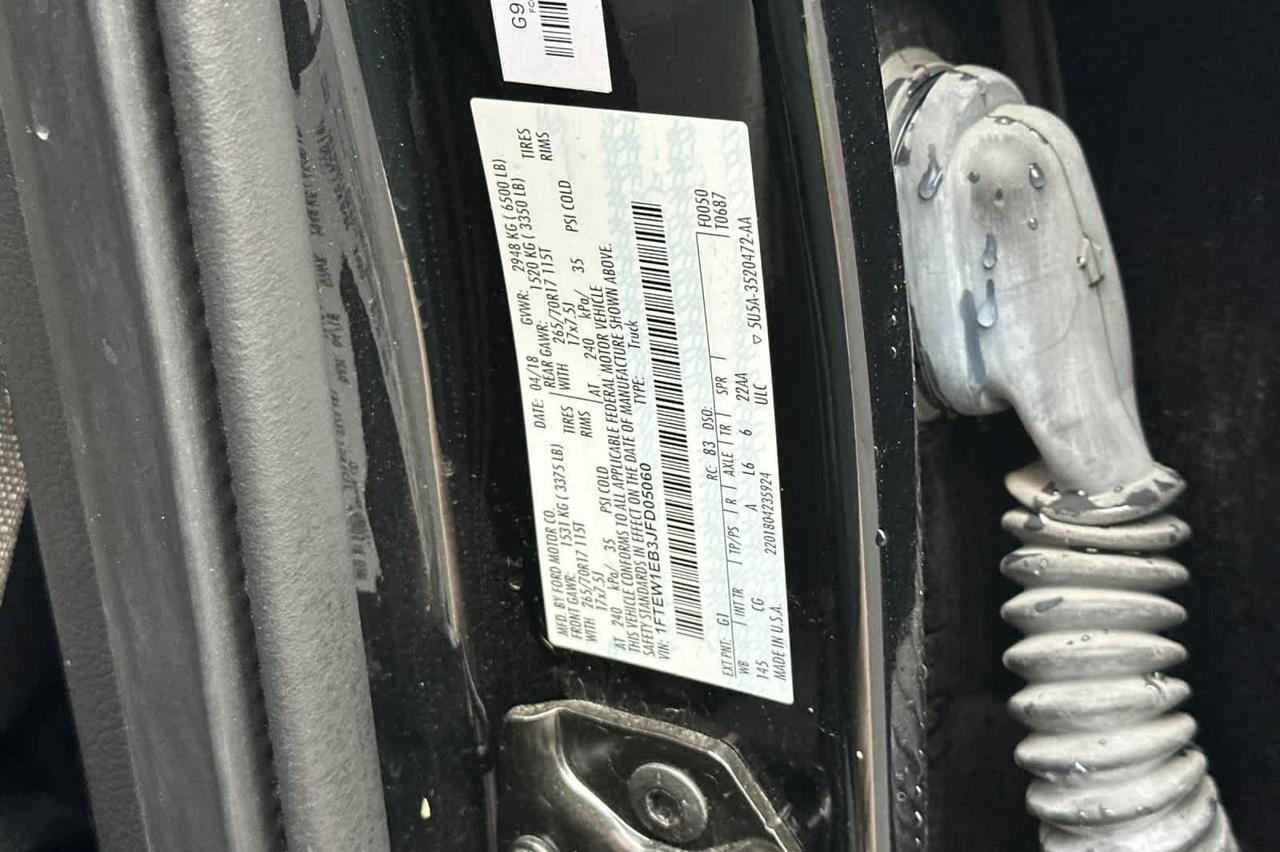 G9
MFD. BY FORD MOTOR CO.
DATE: 04/18
GVWR: 2948 KG ( 6500 LB)
FRONT GAWR: 1531 KG ( 3375 LB)
REAR GAWR: 1520 KG ( 3350 LB)
WITH 265/70R17 115T TIRES
WITH 265/70R17 115T TIRES
17x7.5J RIMS
17x7.5J RIMS
AT 240 kPa/ 35 PSI COLD
AT 240 kPa/ 35 PSI COLD
THIS VEHICLE CONFORMS TO ALL APPLICABLE FEDERAL MOTOR VEHICLE
SAFETY STANDARDS IN EFFECT ON THE DATE OF MANUFACTURE SHOWN ABOVE.
VIN: 1FTEW1EB3JFD05060
TYPE: Truck
F0050
T0687
EXT PNT: G1 RC: 83 DSO:
WB INT TR TP/PS R AXLE TR SPR
145 CG A L6 6 22AA
MADE IN U.S.A. 2201804235924 ULC ▽ 5U5A-3520472-AA